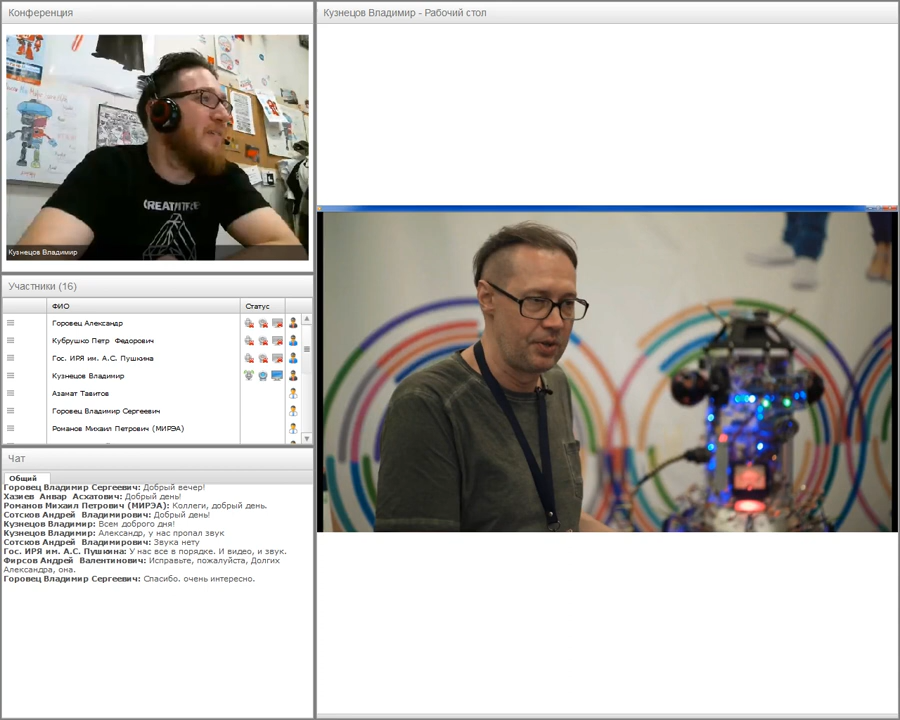 Конференция
Кузнецов Владимир
Участники (16)
ФИО
Статус
Горовец Александр
Кубрушко Петр Федорович
Гос. ИРЯ им. А.С. Пушкина
Кузнецов Владимир
Азамат Тавитов
Горовец Владимир Сергеевич
Романов Михаил Петрович (МИРЭА)
Чат
Общий
Горовец Владимир Сергеевич: Добрый вечер!
Хазиев Анвар Асхатович: Добрый день!
Романов Михаил Петрович (МИРЭА): Коллеги, добрый день.
Сотсков Андрей Владимирович: Добрый день!
Кузнецов Владимир: Всем доброго дня!
Кузнецов Владимир: Александр, у нас пропал звук
Сотсков Андрей Владимирович: Звука нету
Гос. ИРЯ им. А.С. Пушкина: У нас все в порядке. И видео, и звук.
Фирсов Андрей Валентинович: Исправьте, пожалуйста, Долгих
Александра, она.
Горовец Владимир Сергеевич: Спасибо. очень интересно.
Кузнецов Владимир - Рабочий стол